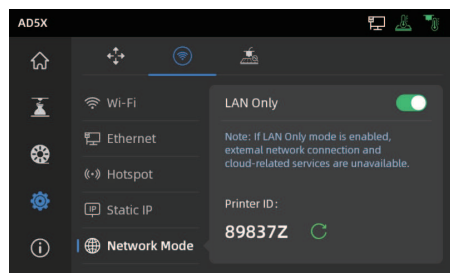 AD5X
Wi-Fi
LAN Only
Ethernet
Note: If LAN Only mode is enabled,
external network connection and
cloud-related services are unavailable.
Hotspot
IP Static IP
Printer ID:
89837Z
Network Mode